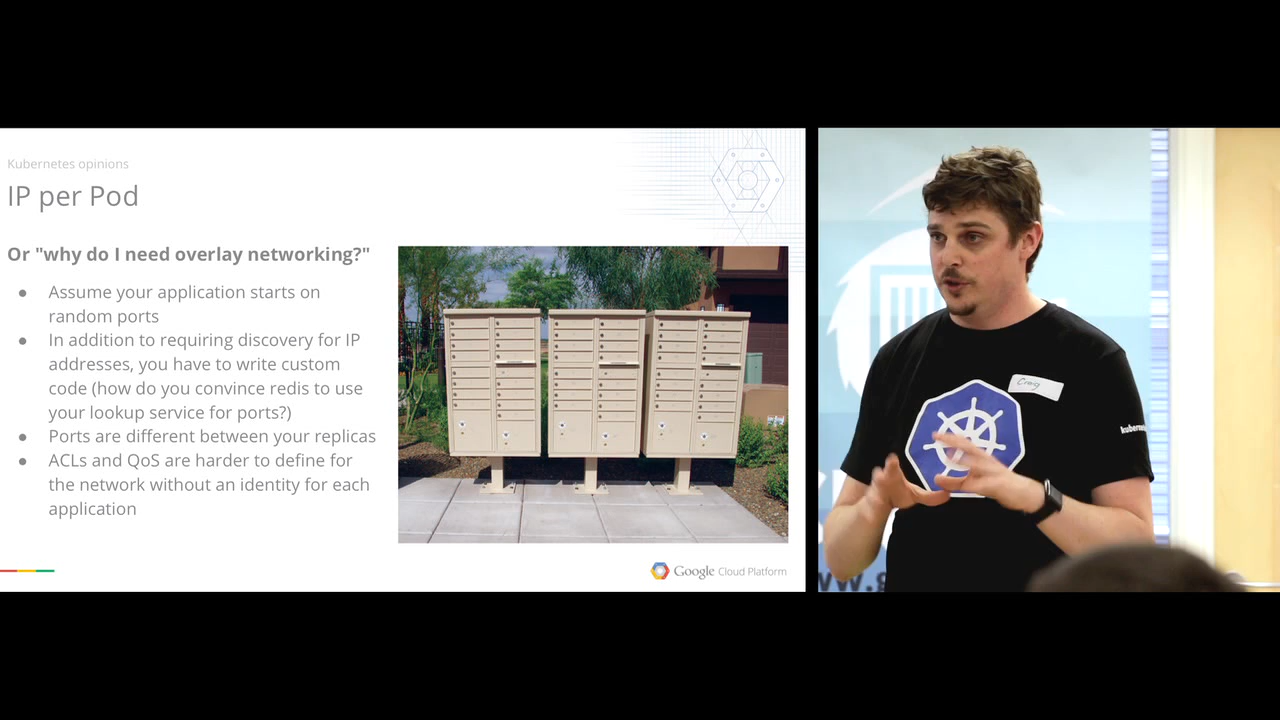 Kubernetes opinions
IP per Pod
Or "why do I need overlay networking?"
● Assume your application starts on
random ports
● In addition to requiring discovery for IP
addresses, you have to write custom
code (how do you convince redis to use
your lookup service for ports?)
● Ports are different between your replicas
● ACLs and QoS are harder to define for
the network without an identity for each
application
Google Cloud Platform
Craig